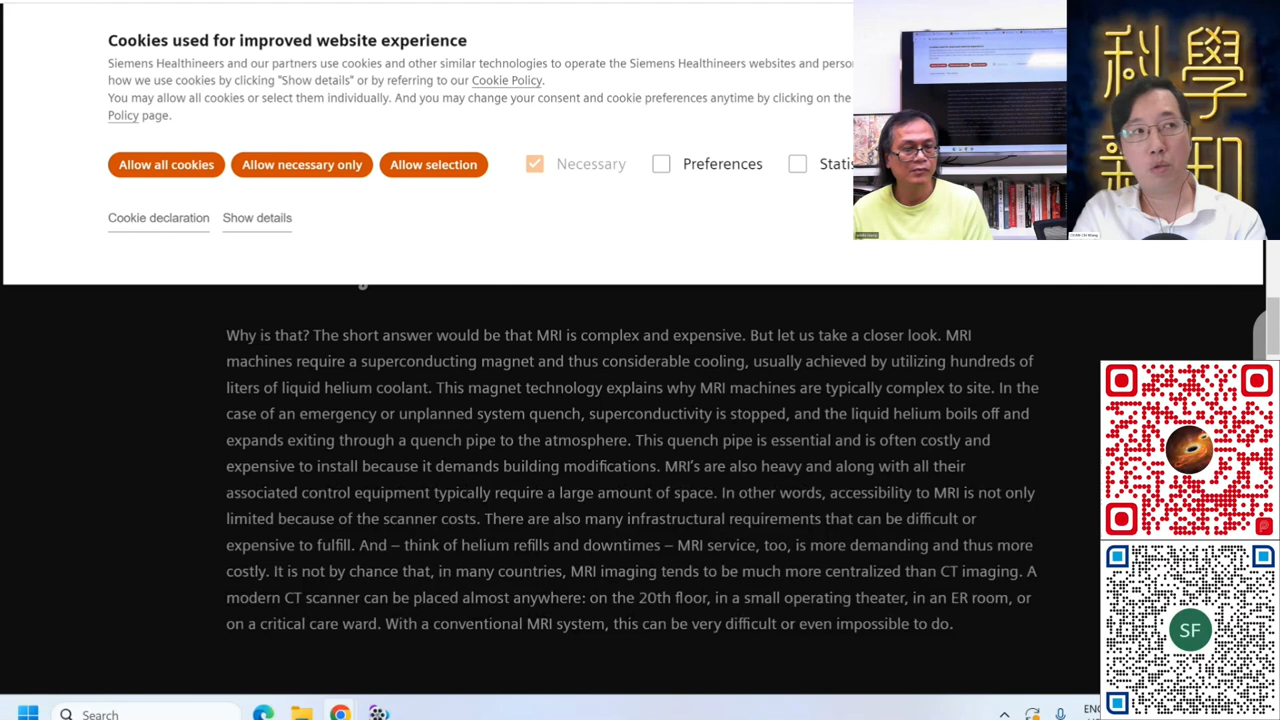 Cookies used for improved website experience
Siemens Healthineers and our partners use cookies and other similar technologies to operate the Siemens Healthineers websites and perso
how we use cookies by clicking "Show details" or by referring to our Cookie Policy.
You may allow all cookies or select them individually. And you may change your consent and cookie preferences anytime by clicking on the
Policy page.
Allow all cookies
Allow necessary only
Allow selection
Necessary
Preferences
Statis
Cookie declaration
Show details
科學
新知
Why is that? The short answer would be that MRI is complex and expensive. But let us take a closer look. MRI
machines require a superconducting magnet and thus considerable cooling, usually achieved by utilizing hundreds of
liters of liquid helium coolant. This magnet technology explains why MRI machines are typically complex to site. In the
case of an emergency or unplanned system quench, superconductivity is stopped, and the liquid helium boils off and
expands exiting through a quench pipe to the atmosphere. This quench pipe is essential and is often costly and
expensive to install because it demands building modifications. MRI's are also heavy and along with all their
associated control equipment typically require a large amount of space. In other words, accessibility to MRI is not only
limited because of the scanner costs. There are also many infrastructural requirements that can be difficult or
expensive to fulfill. And – think of helium refills and downtimes – MRI service, too, is more demanding and thus more
costly. It is not by chance that in many countries, MRI imaging tends to be much more centralized than CT imaging. A
modern CT scanner can be placed almost anywhere: on the 20th floor, in a small operating theater, in an ER room, or
on a critical care ward. With a conventional MRI system, this can be very difficult or even impossible to do.
SF
Search
ENG